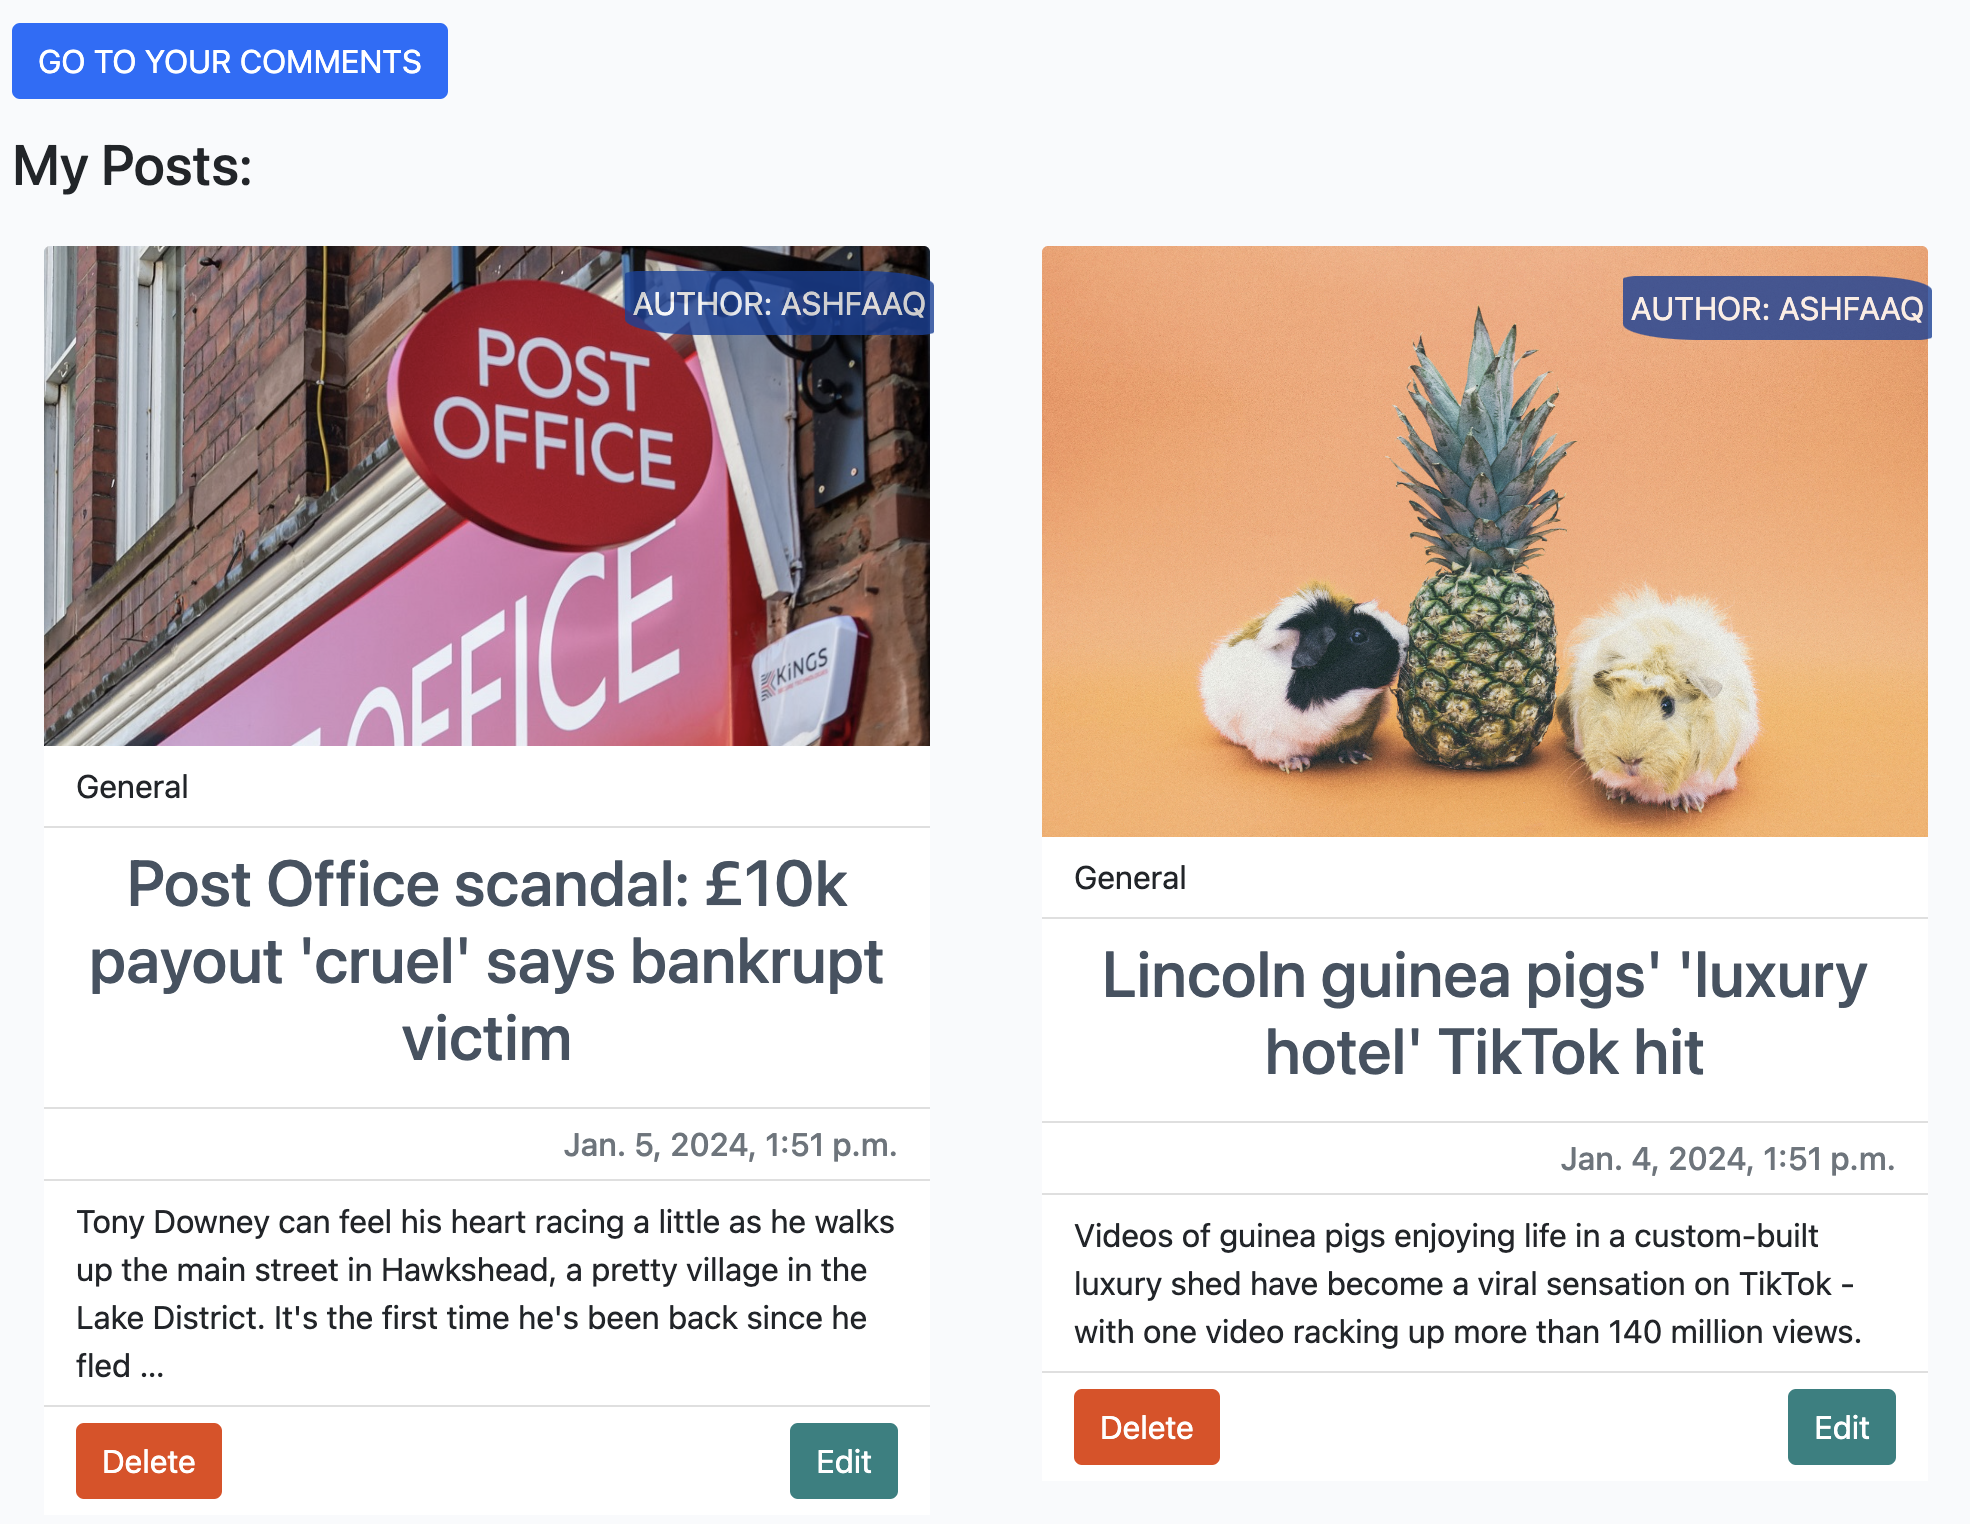 GO TO YOUR COMMENTS
My Posts:
AUTHOR: ASHFAAQ
POST
OFFICE
OFFICE
KINGS
General
Post Office scandal: £10k
payout 'cruel' says bankrupt
victim
Jan. 5, 2024, 1:51 p.m.
Tony Downey can feel his heart racing a little as he walks
up the main street in Hawkshead, a pretty village in the
Lake District. It's the first time he's been back since he
fled ...
Delete
Edit
AUTHOR: ASHFAAQ
General
Lincoln guinea pigs' 'luxury
hotel' TikTok hit
Jan. 4, 2024, 1:51 p.m.
Videos of guinea pigs enjoying life in a custom-built
luxury shed have become a viral sensation on TikTok -
with one video racking up more than 140 million views.
Delete
Edit